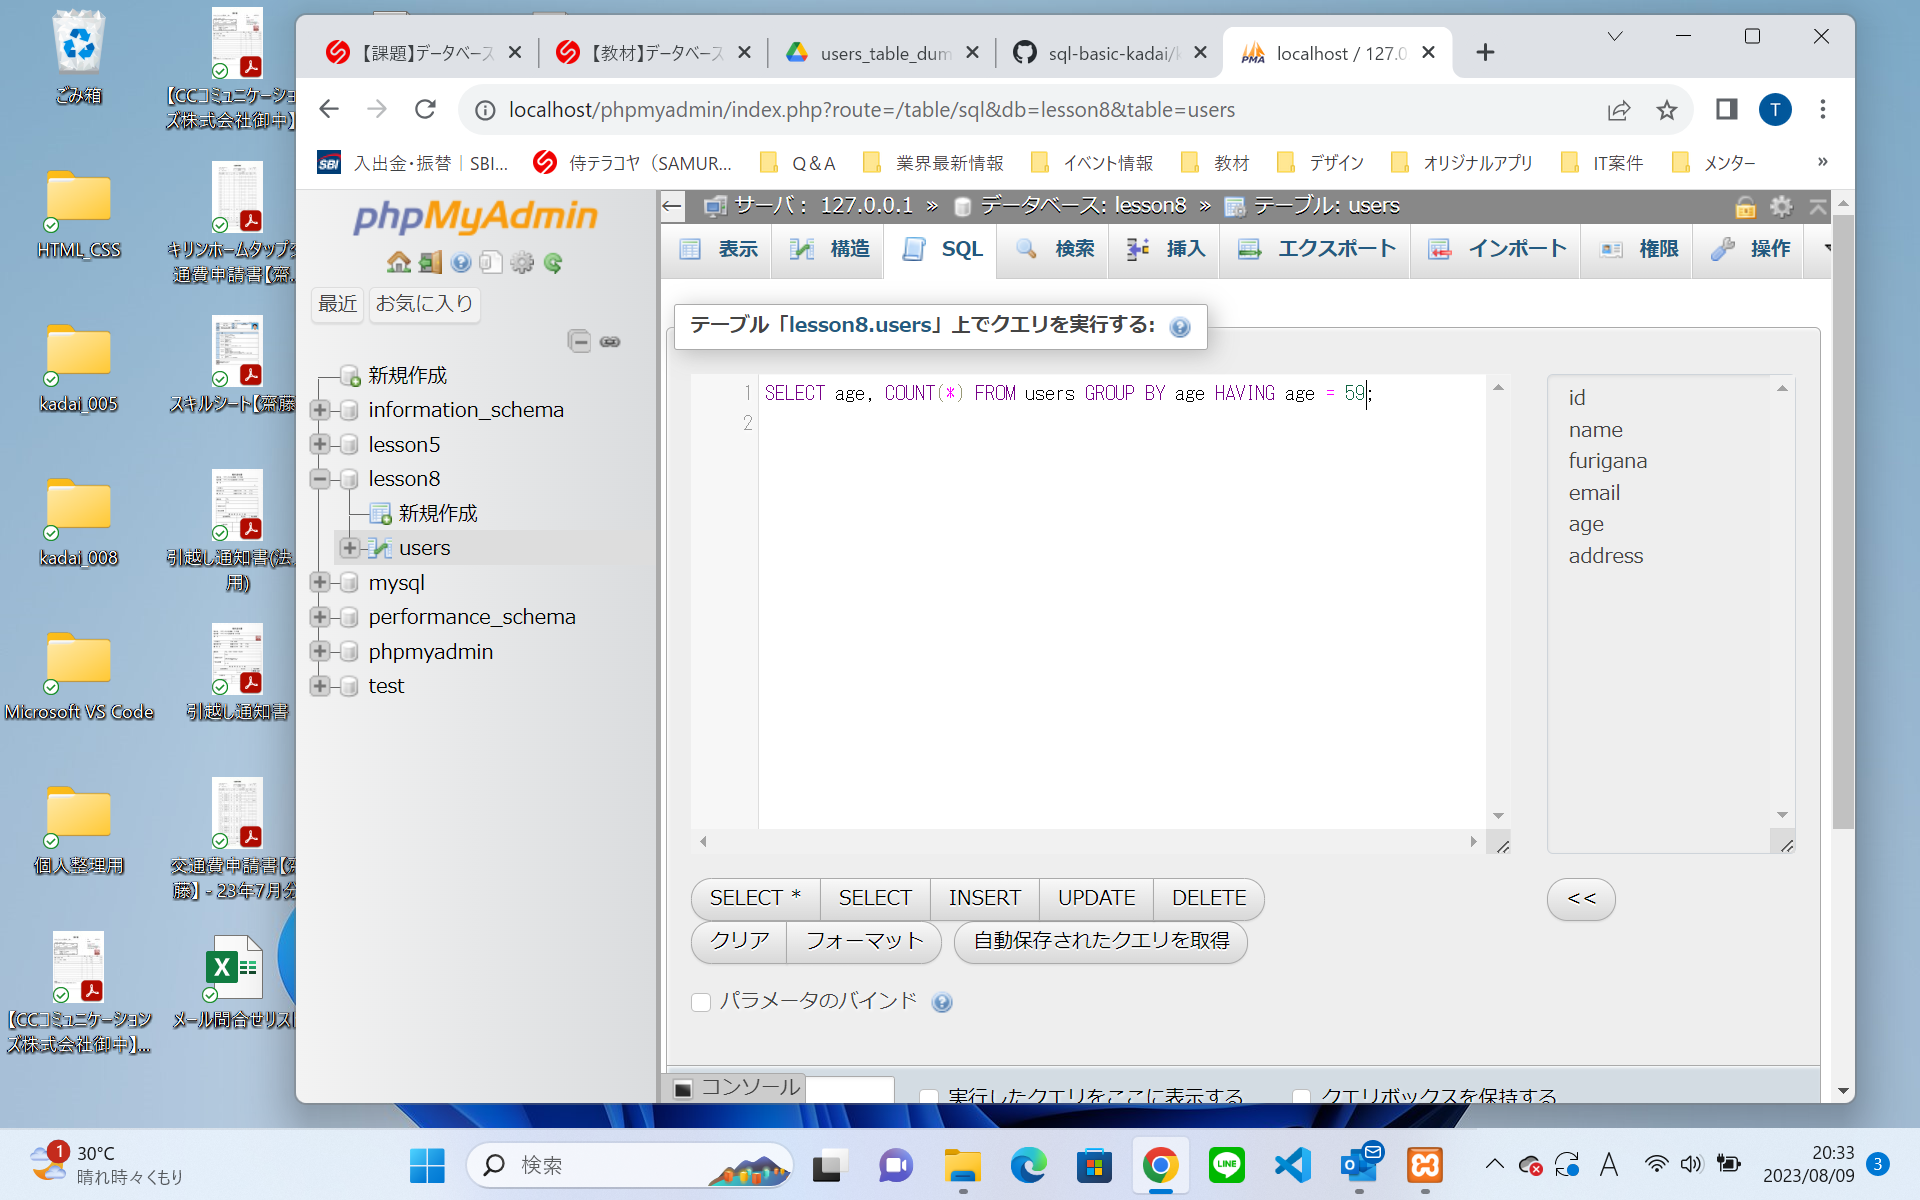 ごみ箱
【CCコミュニケーショ
ズ株式会社御中】
HTML_CSS
キリンホームタップ交
通費申請書【齋..
kadai_005
スキルシート【齋藤
kadai_008
引越し通知書(法
用)
Microsoft VS Code
引越し通知書
個人整理用
交通費申請書【齋
藤】- 23年7月分
【CCコミュニケーション
ズ株式会社御中】...
メール問合せリスト
【課題】データベース
【教材】データベース
users_table_dum
sql-basic-kadai/k
localhost / 127.0
localhost/phpmyadmin/index.php?route=/table/sql&db=lesson8&table=users
T
SBI
入出金・振替｜SBI...
侍テラコヤ（SAMUR...
Q＆A
業界最新情報
イベント情報
教材
デザイン
オリジナルアプリ
IT案件
メンター
»
phpMyAdmin
最近
お気に入り
新規作成
information_schema
lesson5
lesson8
新規作成
users
mysql
performance_schema
phpmyadmin
test
サーバ: 127.0.0.1 » データベース: lesson8 » テーブル: users
表示
構造
SQL
検索
挿入
エクスポート
インポート
権限
操作
テーブル「lesson8.users」上でクエリを実行する:
1
SELECT age, COUNT(*) FROM users GROUP BY age HAVING age = 59;
2
id
name
furigana
email
age
address
SELECT *
SELECT
INSERT
UPDATE
DELETE
<<
クリア
フォーマット
自動保存されたクエリを取得
パラメータのバインド
コンソール
実行したクエリをここに表示する
クエリボックスを保持する
1
30°C
晴れ時々くもり
検索
LINE
A
20:33
2023/08/09
3